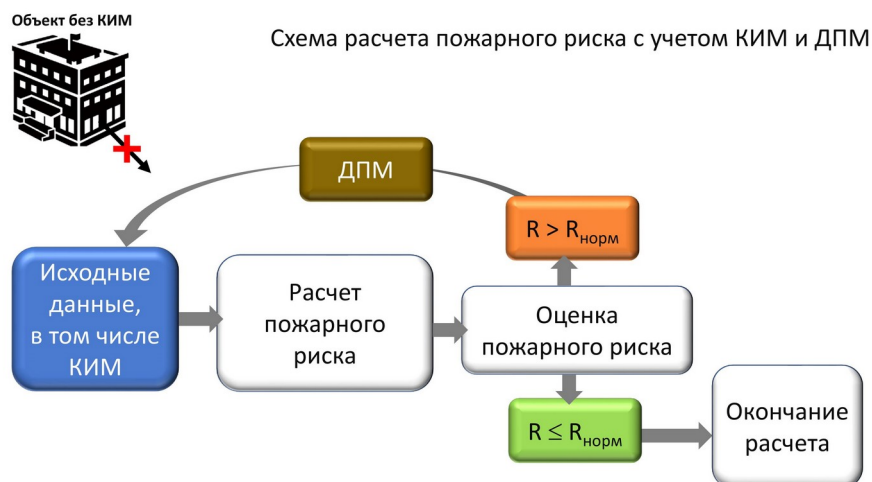 Объект без КИМ
Схема расчета пожарного риска с учетом КИМ и ДПМ
ДПМ
R > Rнорм
Исходные
данные,
в том числе
КИМ
Расчет
пожарного
риска
Оценка
пожарного риска
R ≤ Rнорм
Окончание
расчета